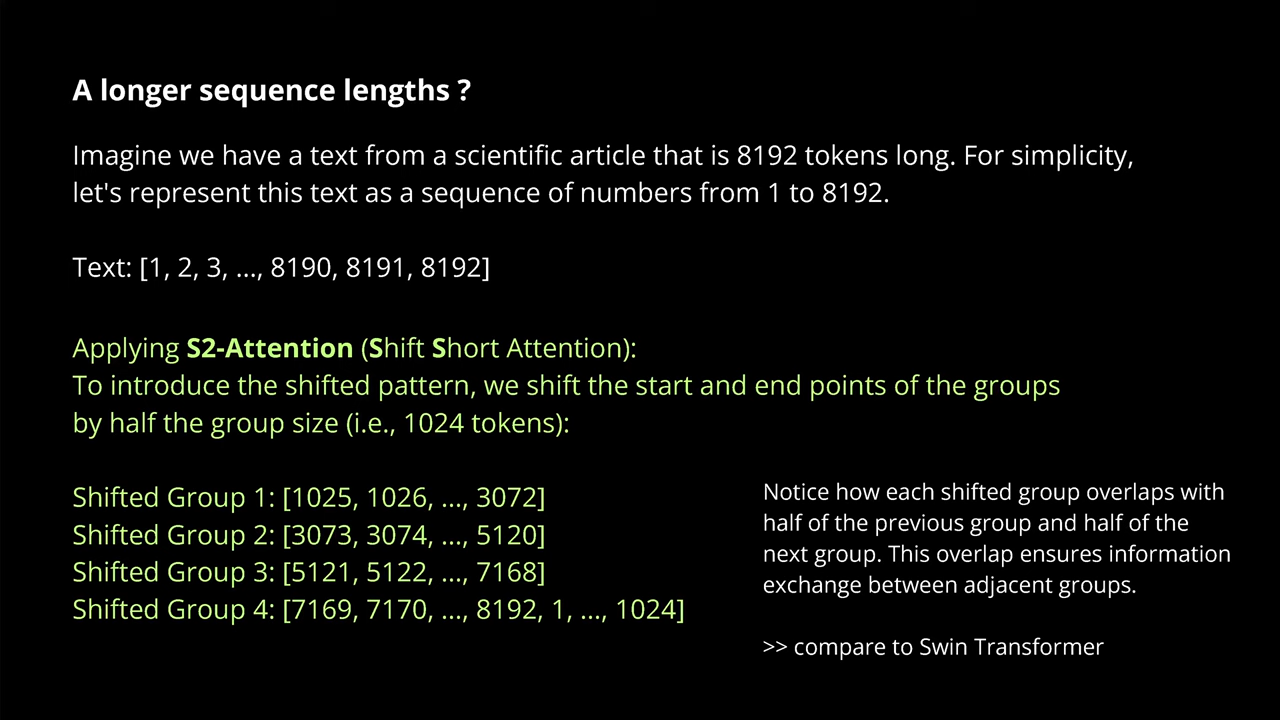 A longer sequence lengths ?
Imagine we have a text from a scientific article that is 8192 tokens long. For simplicity,
let's represent this text as a sequence of numbers from 1 to 8192.
Text: [1, 2, 3, ..., 8190, 8191, 8192]
Applying S2-Attention (Shift Short Attention):
To introduce the shifted pattern, we shift the start and end points of the groups
by half the group size (i.e., 1024 tokens):
Shifted Group 1: [1025, 1026, ..., 3072]
Shifted Group 2: [3073, 3074, ..., 5120]
Shifted Group 3: [5121, 5122, ..., 7168]
Shifted Group 4: [7169, 7170, ..., 8192, 1, ..., 1024]
Notice how each shifted group overlaps with
half of the previous group and half of the
next group. This overlap ensures information
exchange between adjacent groups.
>> compare to Swin Transformer